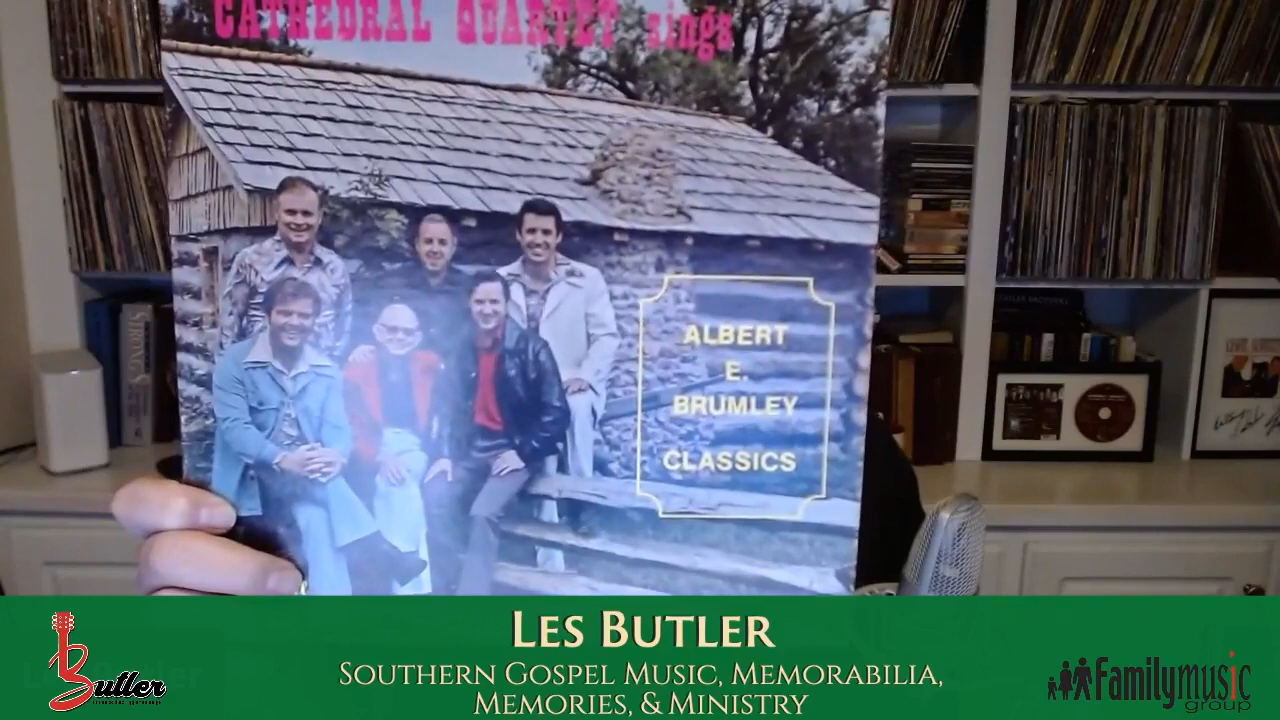 CATHEDRAL QUARTET sings
ALBERT
E.
BRUMLEY
CLASSICS
STRONG'S
LES BUTLER
SOUTHERN GOSPEL MUSIC, MEMORABILIA,
MEMORIES, & MINISTRY
Butler
music group
Familymusic
group